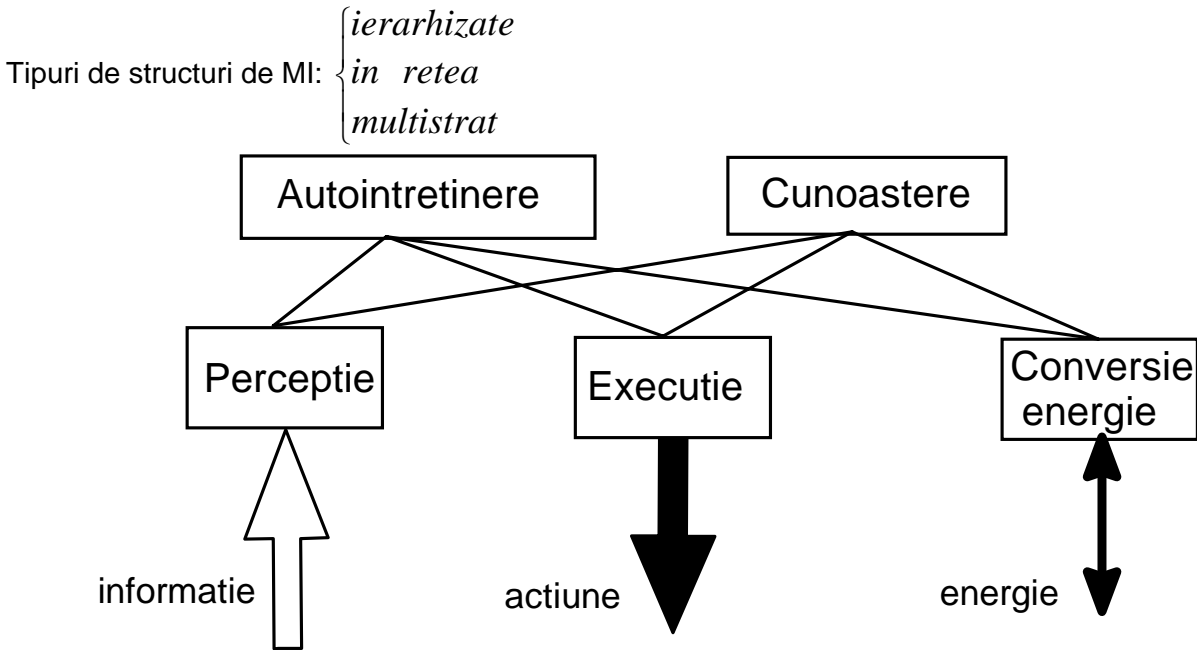 ierarhizate
Tipuri de structuri de MI: in retea
multistrat
Autointretinere
Cunoastere
Perceptie
Executie
Conversie
energie
informatie
actiune
energie